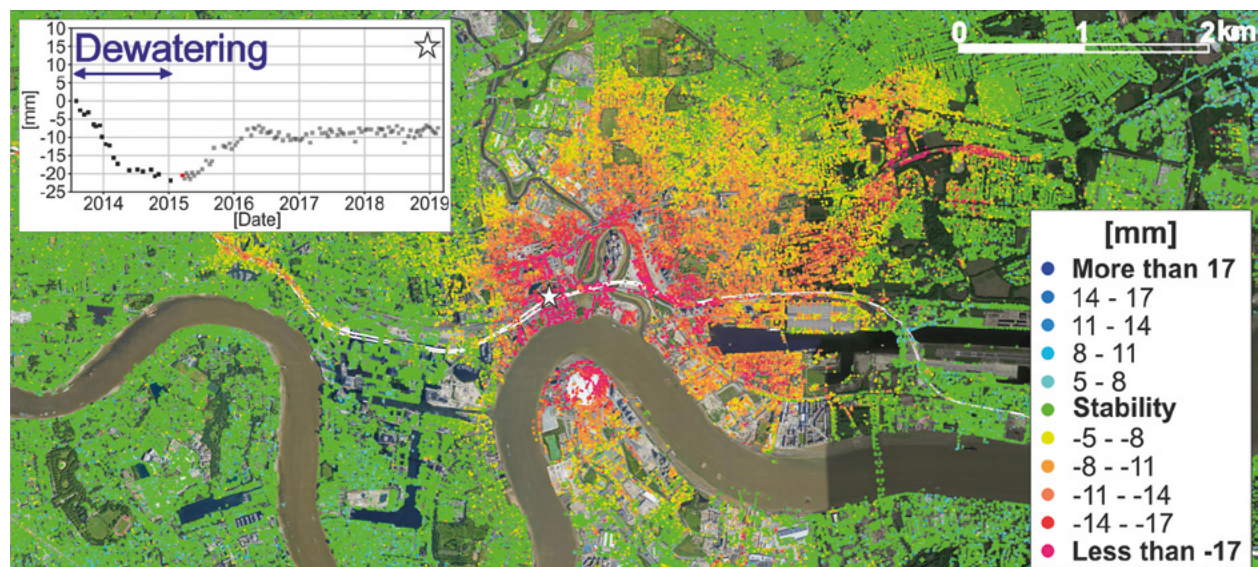 10
5
0
-5
-10
-15
-20
-25
[mm]
Dewatering
2014 2015 2016 2017 2018 2019
[Date]
0 1 2km
[mm]
More than 17
14 - 17
11 - 14
8 - 11
5 - 8
Stability
-5 - -8
-8 - -11
-11 - -14
-14 - -17
Less than -17